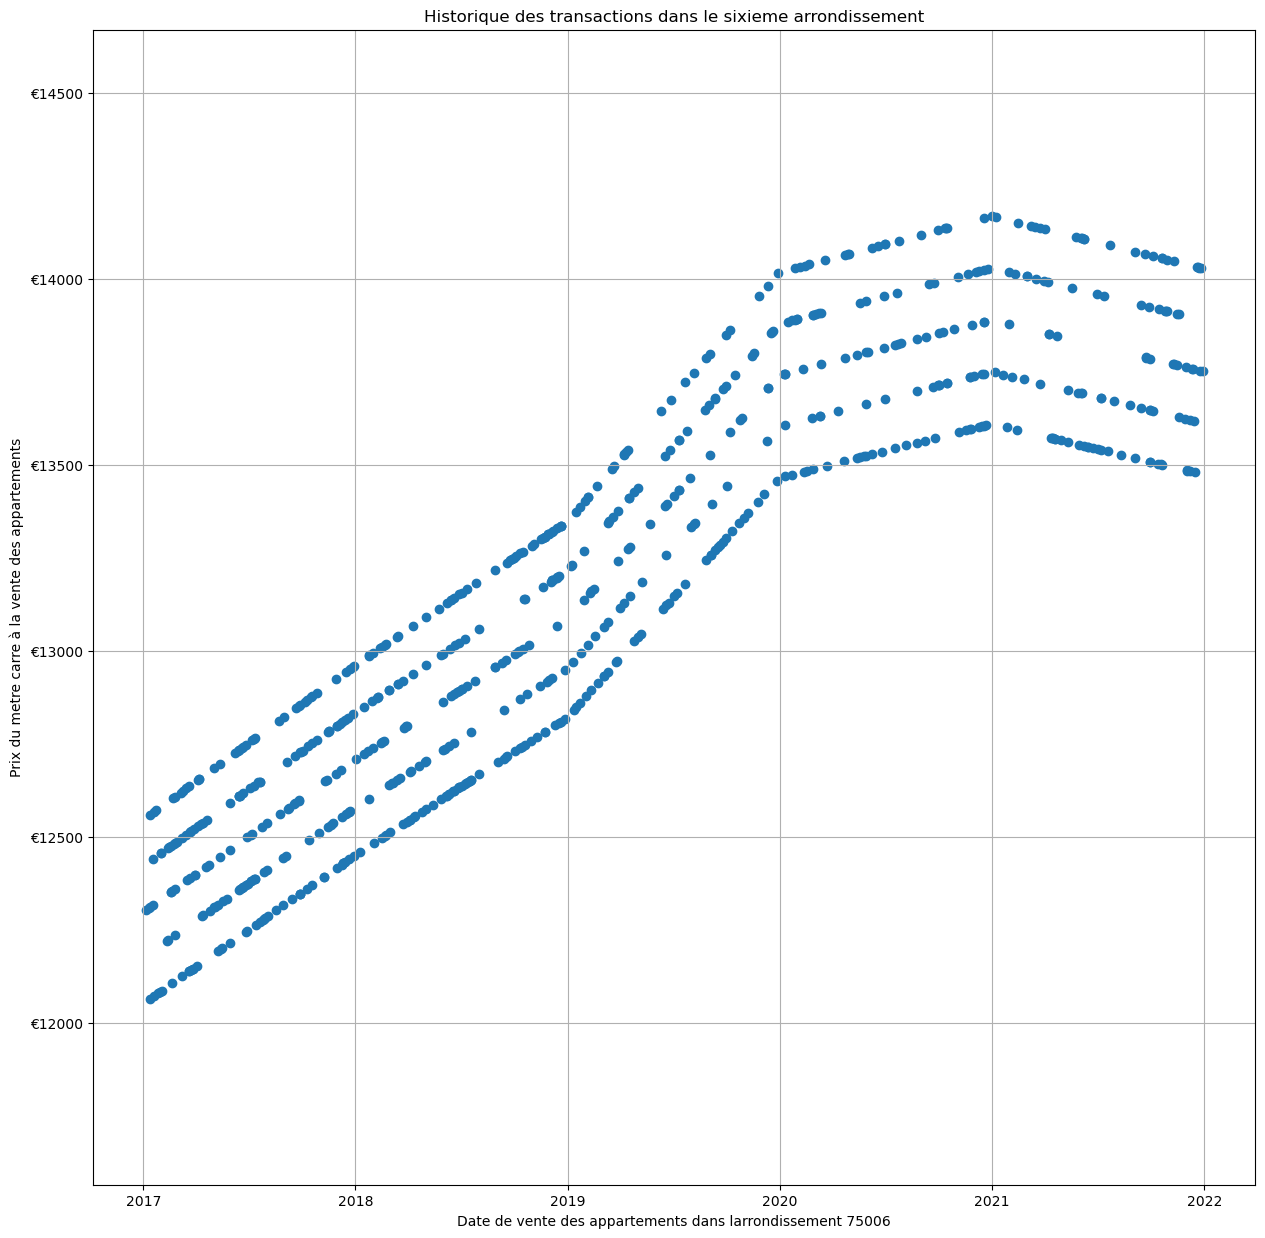 Historique des transactions dans le sixieme arrondissement
€14500
€14000
€13500
€13000
€12500
€12000
Prix du metre carre à la vente des appartements
2017 2018 2019 2020 2021 2022
Date de vente des appartements dans larrondissement 75006